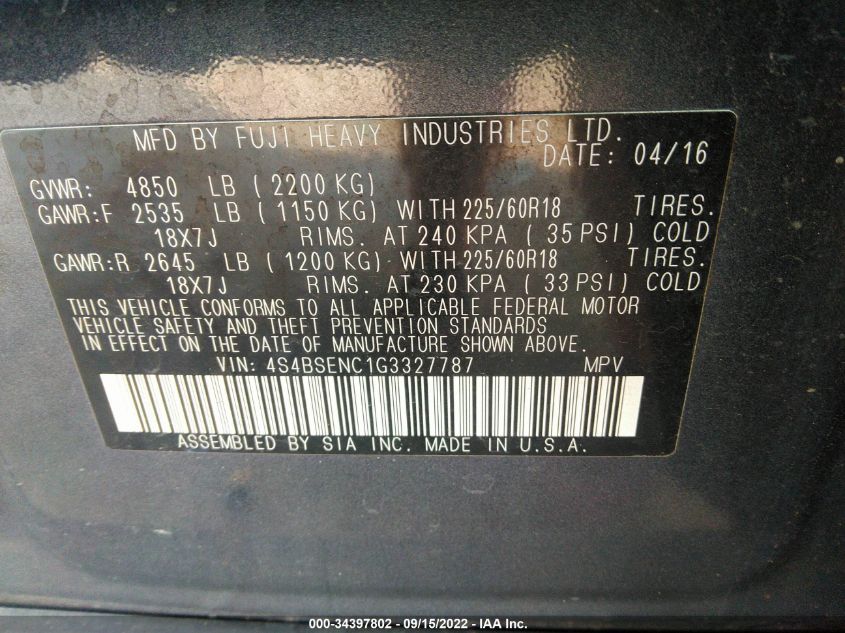 MFD BY FUJI HEAVY INDUSTRIES LTD.
DATE: 04/16
GVWR: 4850 LB ( 2200 KG)
GAWR:F 2535 LB ( 1150 KG) WITH 225/60R18 TIRES.
18X7J RIMS. AT 240 KPA ( 35 PSI) COLD
GAWR:R 2645 LB ( 1200 KG) WITH 225/60R18 TIRES.
18X7J RIMS. AT 230 KPA ( 33 PSI) COLD
THIS VEHICLE CONFORMS TO ALL APPLICABLE FEDERAL MOTOR
VEHICLE SAFETY AND THEFT PREVENTION STANDARDS
IN EFFECT ON THE DATE OF MANUFACTURE SHOWN ABOVE.
VIN: 4S4BSENC1G3327787 MPV
ASSEMBLED BY SIA INC. MADE IN U.S.A.
000-34397802 - 09/15/2022 - IAA Inc.